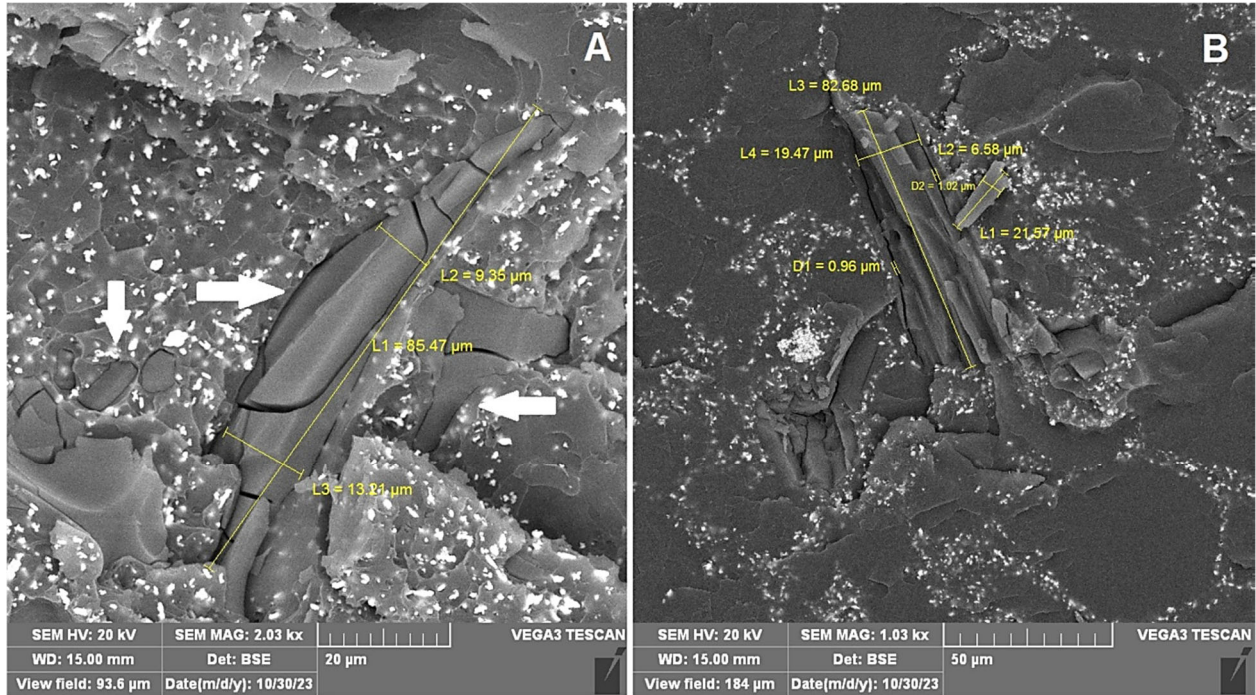 A
L2 = 9.35 µm
L1 = 85.47 µm
L3 = 13.21 µm
SEM HV: 20 kV
SEM MAG: 2.03 kx
VEGA3 TESCAN
WD: 15.00 mm
Det: BSE
20 µm
View field: 93.6 µm
Date(m/d/y): 10/30/23
B
L3 = 82.68 µm
L4 = 19.47 µm
L2 = 6.58 µm
D2 = 1.02 µm
L1 = 21.57 µm
D1 = 0.96 µm
SEM HV: 20 kV
SEM MAG: 1.03 kx
VEGA3 TESCAN
WD: 15.00 mm
Det: BSE
50 µm
View field: 184 µm
Date(m/d/y): 10/30/23